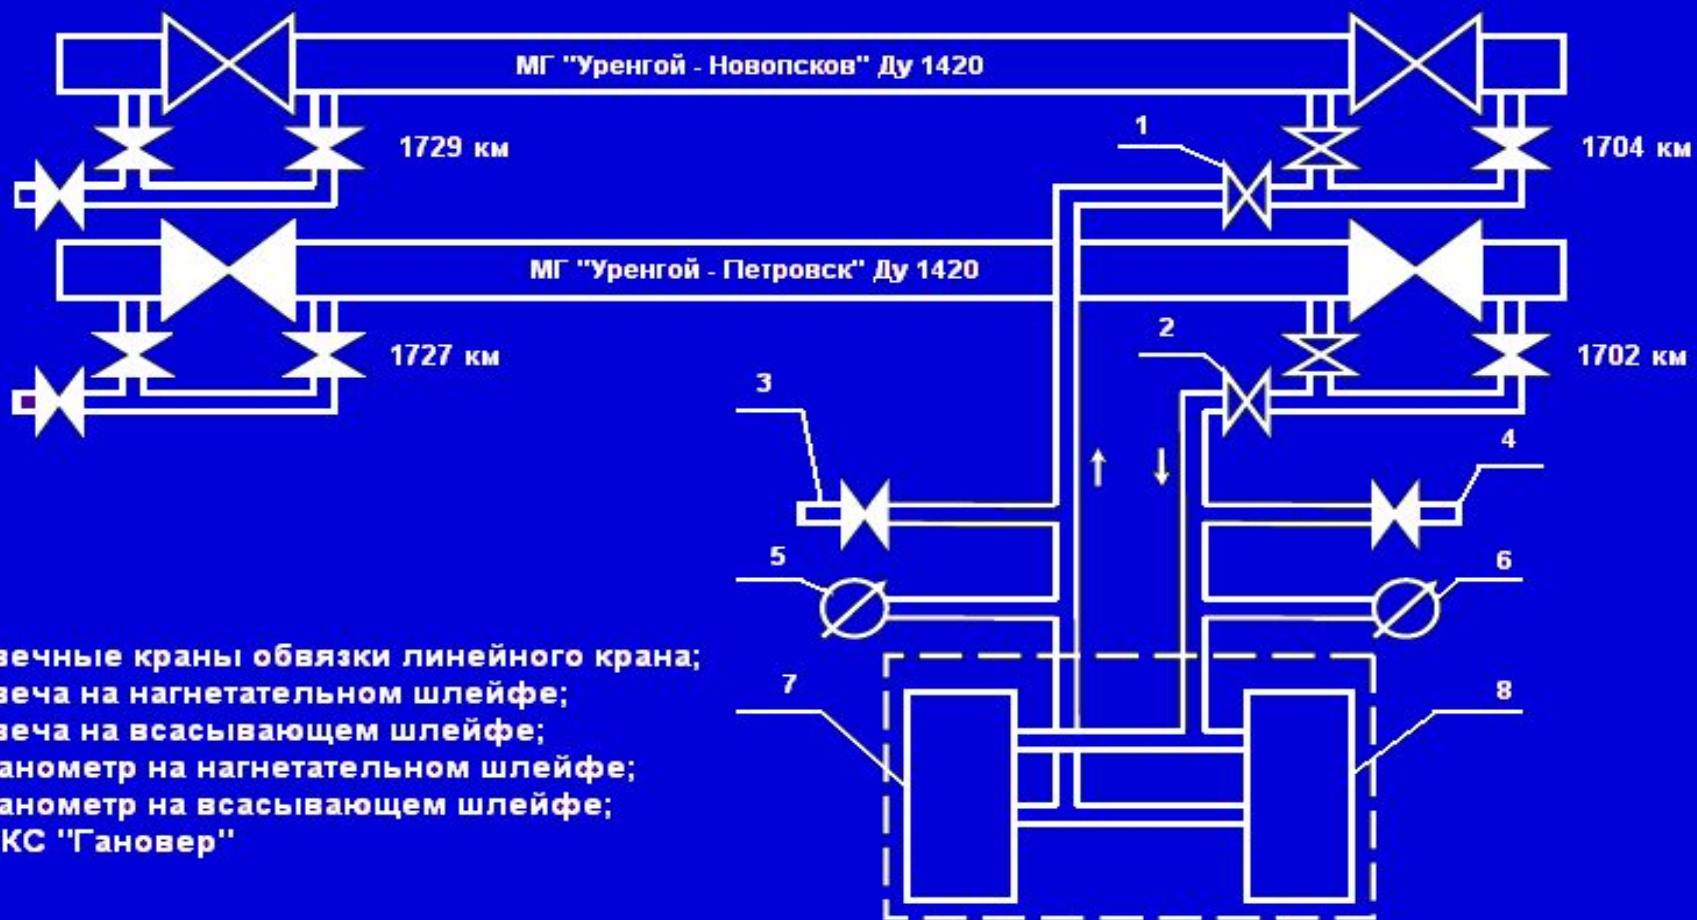 МГ "Уренгой - Новопсков" Ду 1420
1
1729 км
1704 км
МГ "Уренгой - Петровск" Ду 1420
2
1727 км
1702 км
3
4
5
6
вечные краны обвязки линейного крана;
веча на нагнетательном шлейфе;
7
8
веча на всасывающем шлейфе;
анометр на нагнетательном шлейфе;
анометр на всасывающем шлейфе;
КС "Гановер"